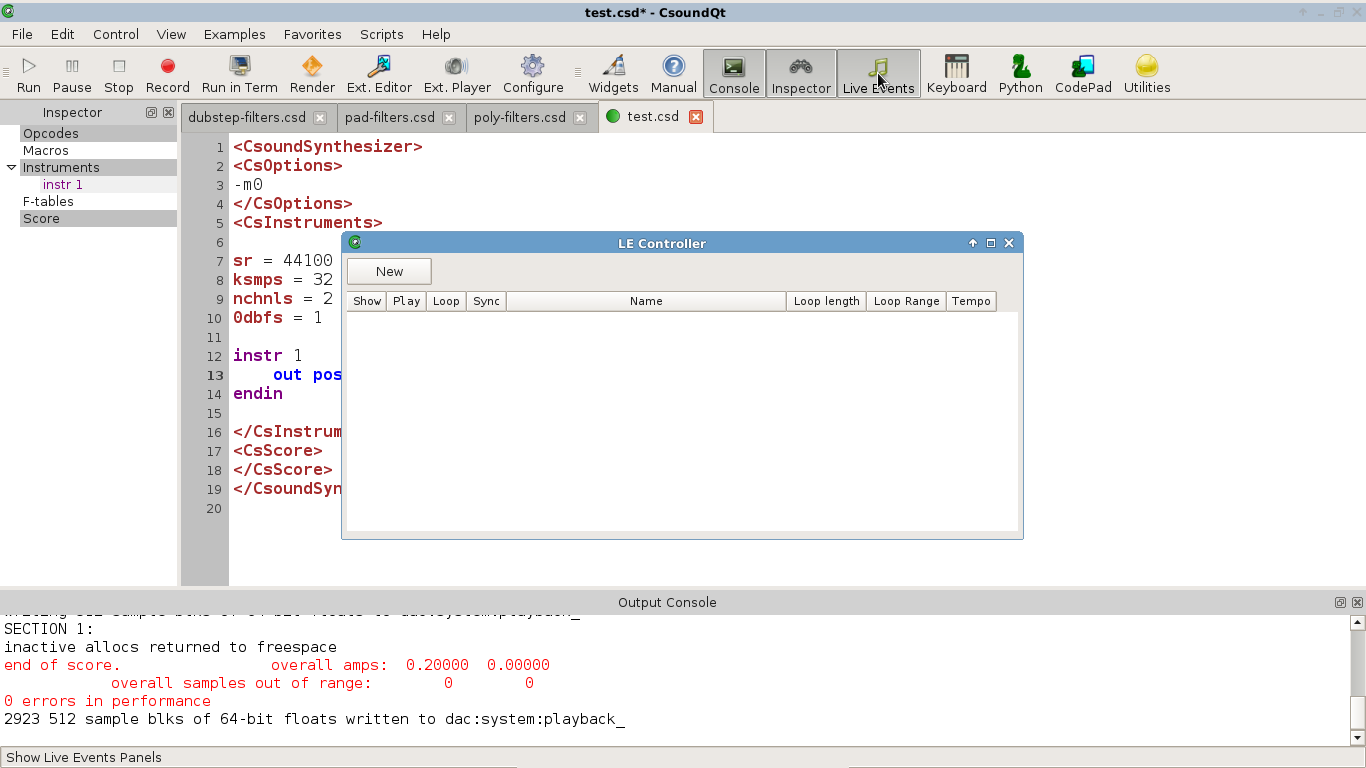 test.csd* - CsoundQt
File Edit Control View Examples Favorites Scripts Help
Run Pause Stop Record Run in Term Render Ext. Editor Ext. Player Configure Widgets Manual Console Inspector Live Events Keyboard Python CodePad Utilities
Inspector
Opcodes
Macros
Instruments
instr 1
F-tables
Score
dubstep-filters.csd pad-filters.csd poly-filters.csd test.csd
1 <CsoundSynthesizer>
2 <CsOptions>
3 -m0
4 </CsOptions>
5 <CsInstruments>
6
7 sr = 44100
8 ksmps = 32
9 nchnls = 2
10 0dbfs = 1
11
12 instr 1
13 out pos
14 endin
15
16 </CsInstrum
17 <CsScore>
18 </CsScore>
19 </CsoundSyn
20
LE Controller
New
Show Play Loop Sync Name Loop length Loop Range Tempo
Output Console
SECTION 1:
inactive allocs returned to freespace
end of score. overall amps: 0.20000 0.00000
overall samples out of range: 0 0
0 errors in performance
2923 512 sample blks of 64-bit floats written to dac:system:playback_
Show Live Events Panels